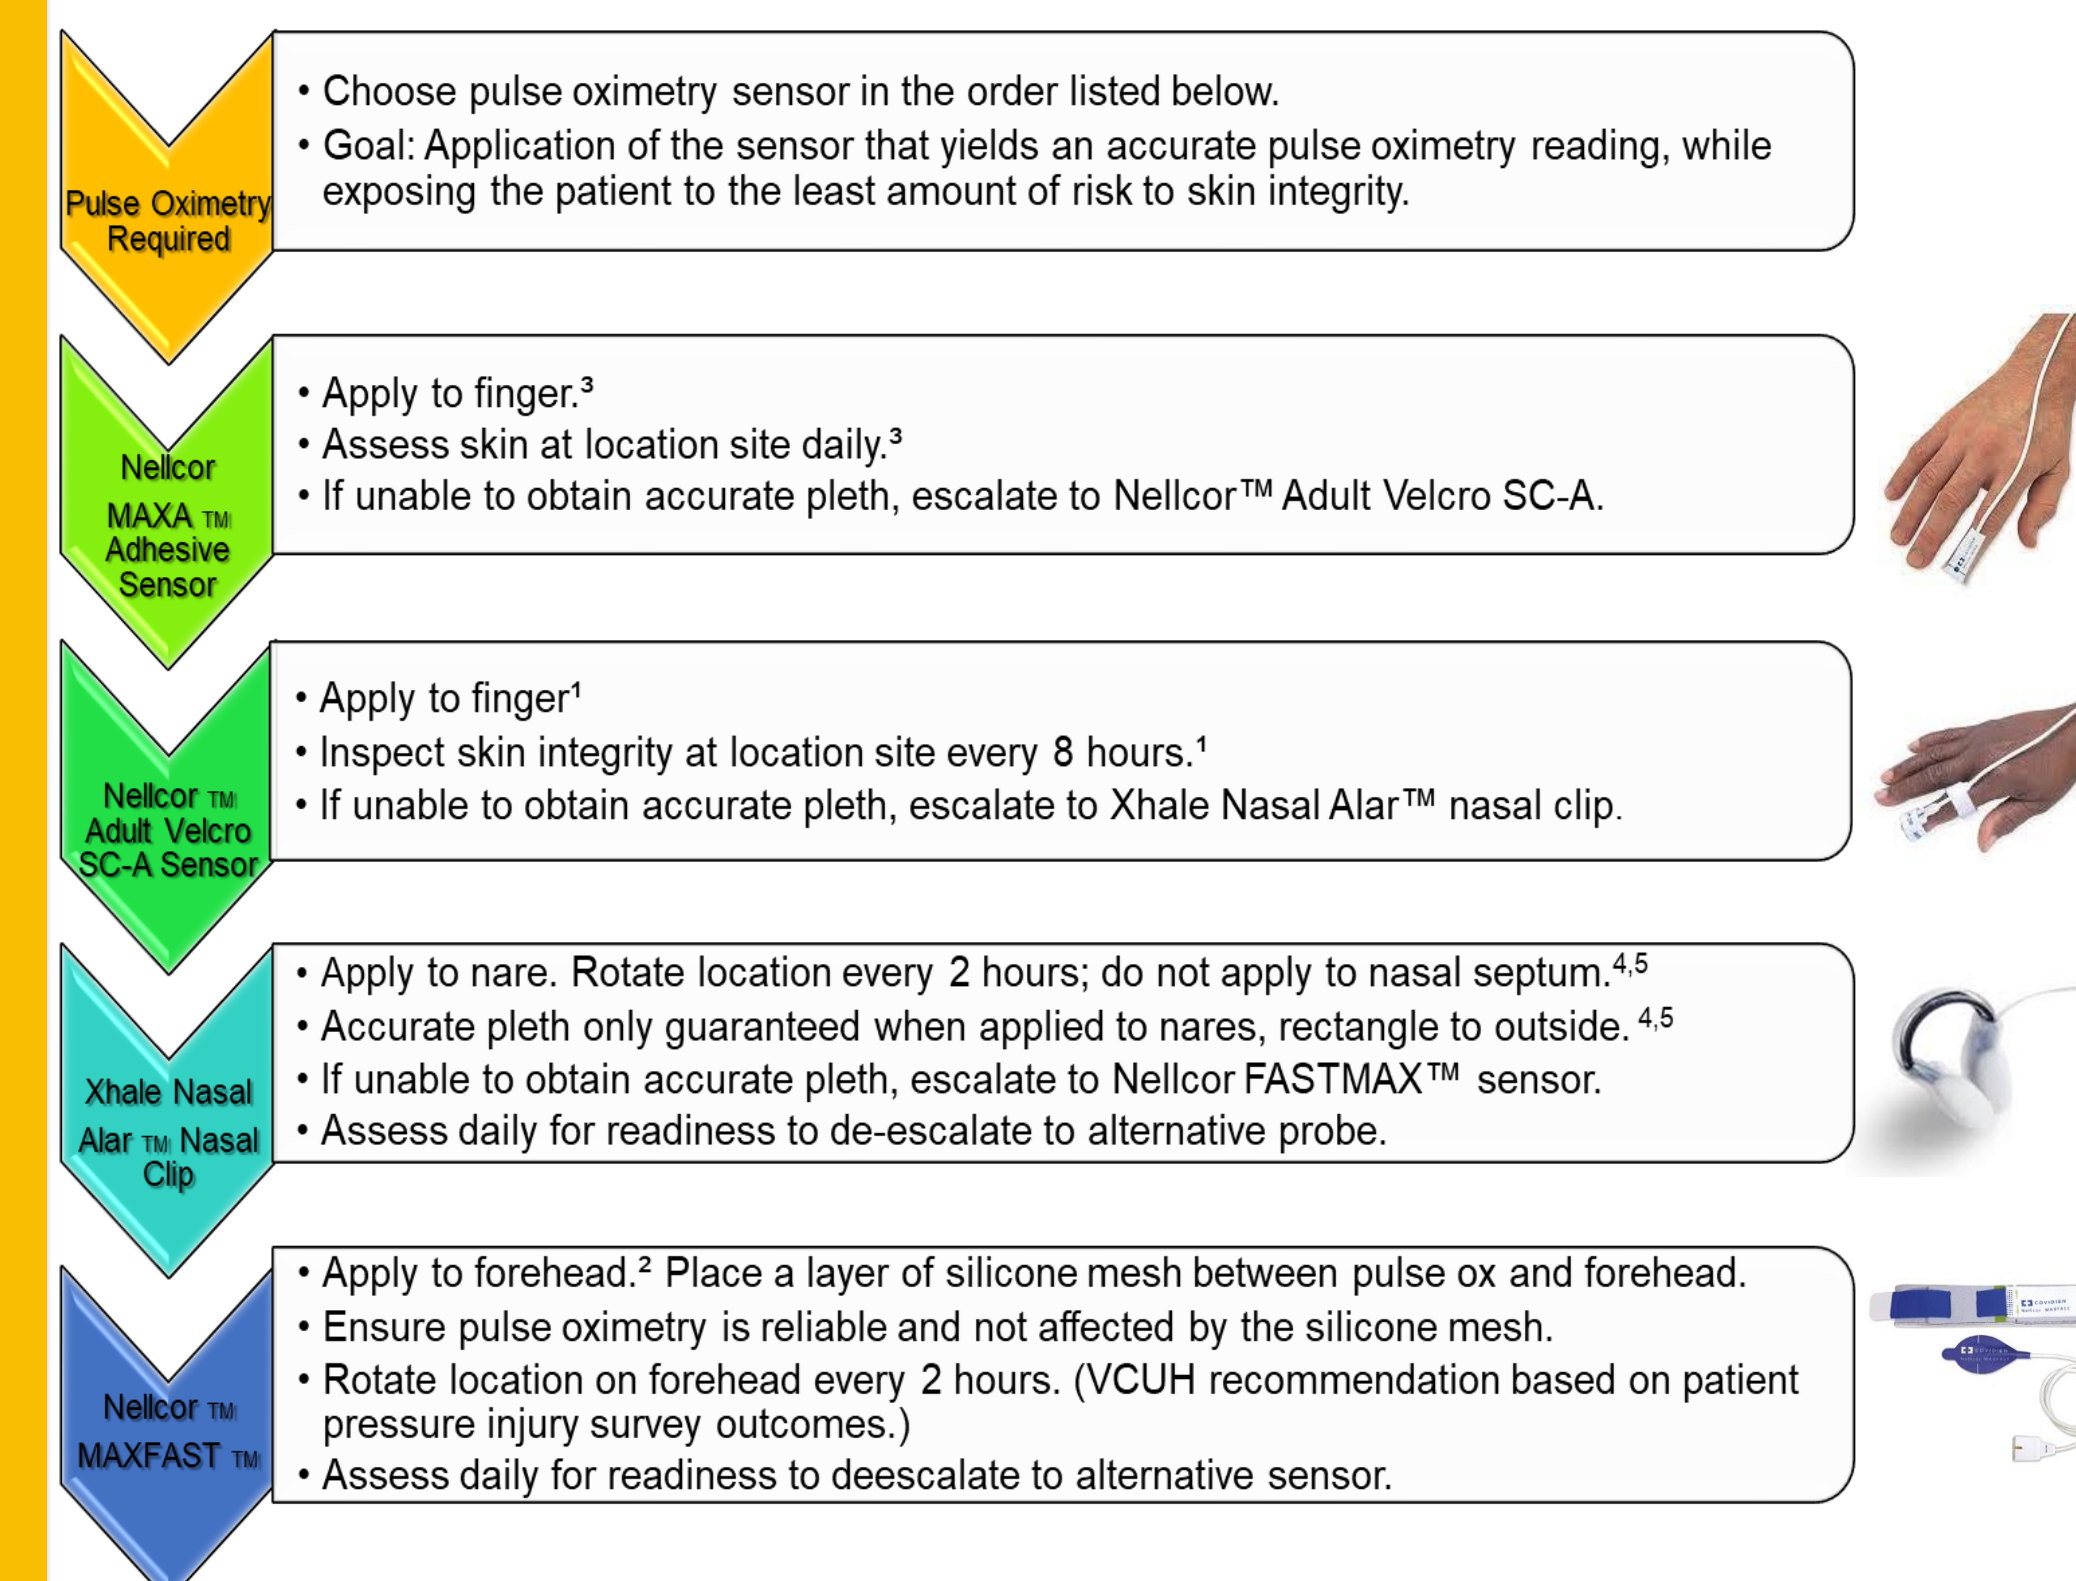 Pulse Oximetry
Required
• Choose pulse oximetry sensor in the order listed below.
• Goal: Application of the sensor that yields an accurate pulse oximetry reading, while
exposing the patient to the least amount of risk to skin integrity.
Nellcor
MAXA ™
Adhesive
Sensor
• Apply to finger.³
• Assess skin at location site daily.³
• If unable to obtain accurate pleth, escalate to Nellcor™ Adult Velcro SC-A.
Nellcor ™
Adult Velcro
SC-A Sensor
• Apply to finger¹
• Inspect skin integrity at location site every 8 hours.¹
• If unable to obtain accurate pleth, escalate to Xhale Nasal Alar™ nasal clip.
Xhale Nasal
Alar ™ Nasal
Clip
• Apply to nare. Rotate location every 2 hours; do not apply to nasal septum.⁴,⁵
• Accurate pleth only guaranteed when applied to nares, rectangle to outside. ⁴,⁵
• If unable to obtain accurate pleth, escalate to Nellcor FASTMAX™ sensor.
• Assess daily for readiness to de-escalate to alternative probe.
Nellcor ™
MAXFAST ™
• Apply to forehead.² Place a layer of silicone mesh between pulse ox and forehead.
• Ensure pulse oximetry is reliable and not affected by the silicone mesh.
• Rotate location on forehead every 2 hours. (VCUH recommendation based on patient
pressure injury survey outcomes.)
• Assess daily for readiness to deescalate to alternative sensor.
COVIDIEN